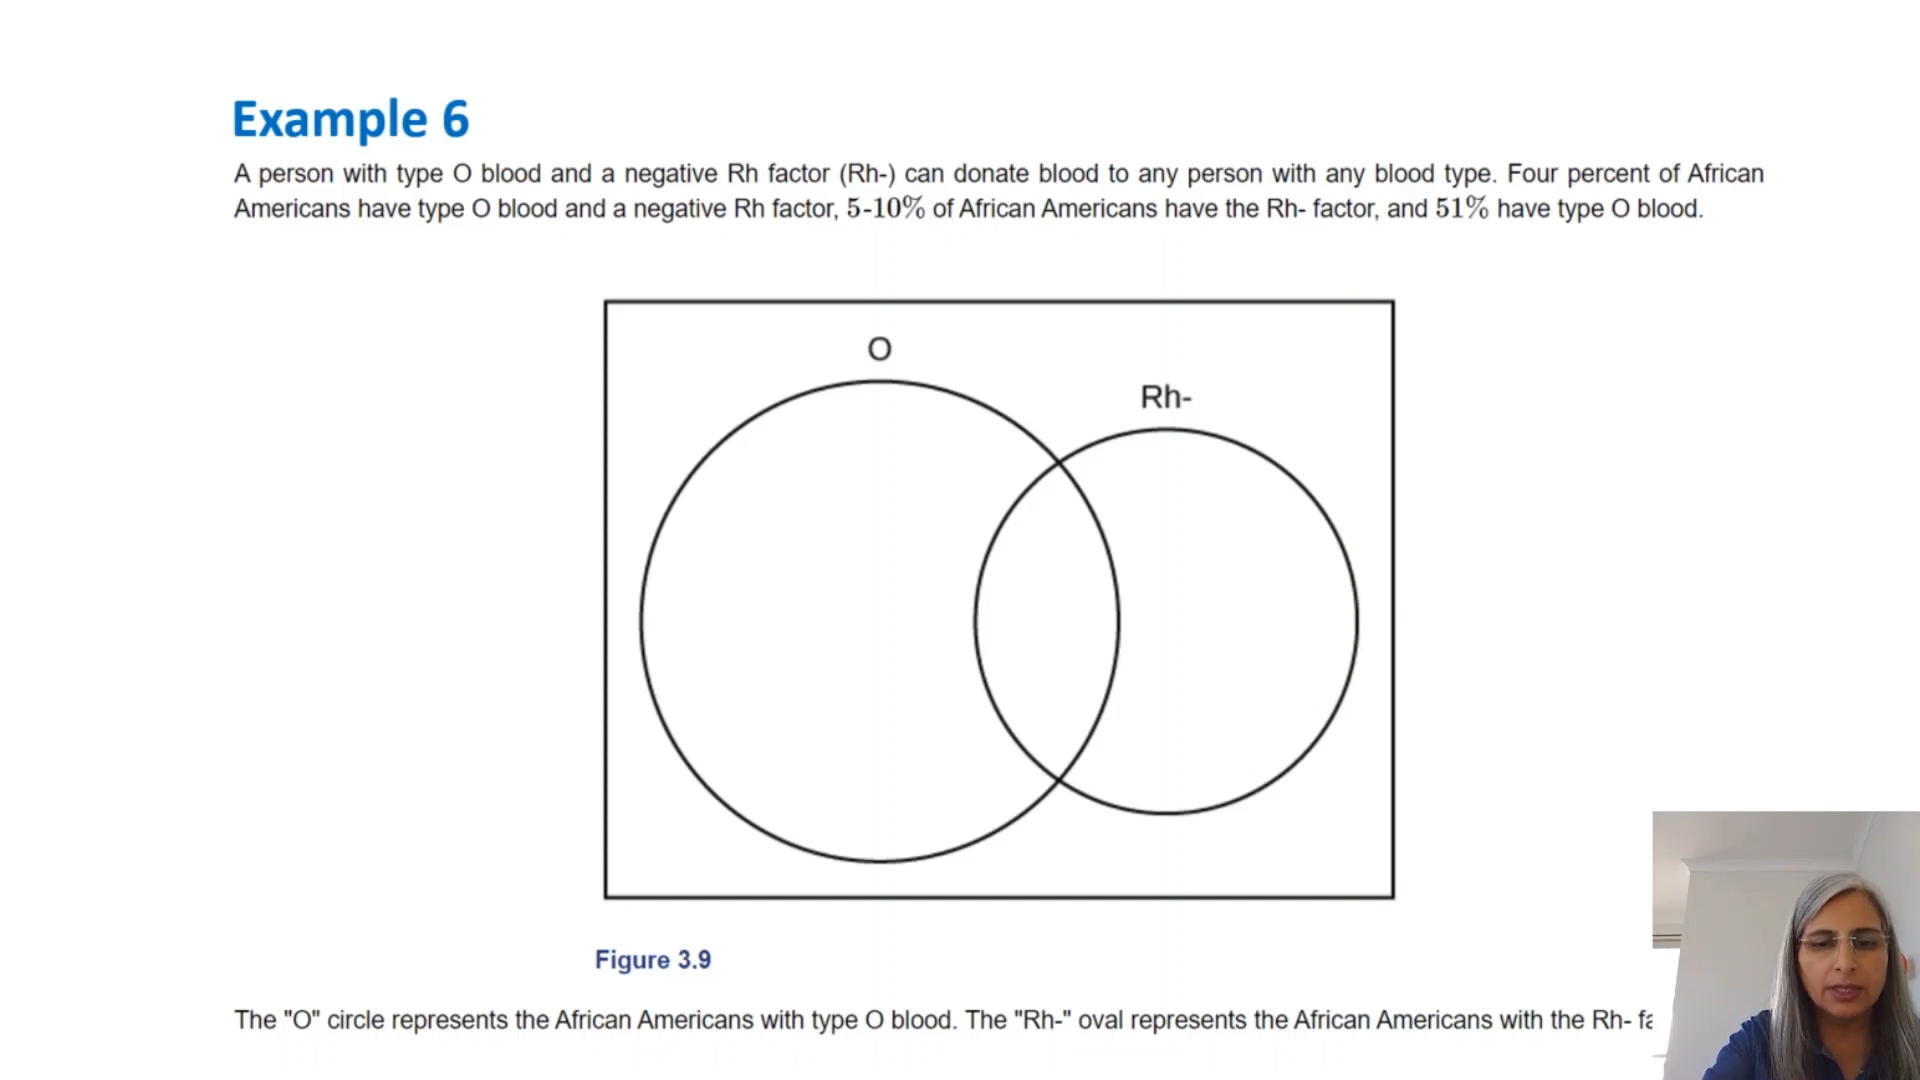 Example 6
A person with type O blood and a negative Rh factor (Rh-) can donate blood to any person with any blood type. Four percent of African
Americans have type O blood and a negative Rh factor, 5-10% of African Americans have the Rh- factor, and 51% have type O blood.
O
Rh-
Figure 3.9
The "O" circle represents the African Americans with type O blood. The "Rh-" oval represents the African Americans with the Rh- fa